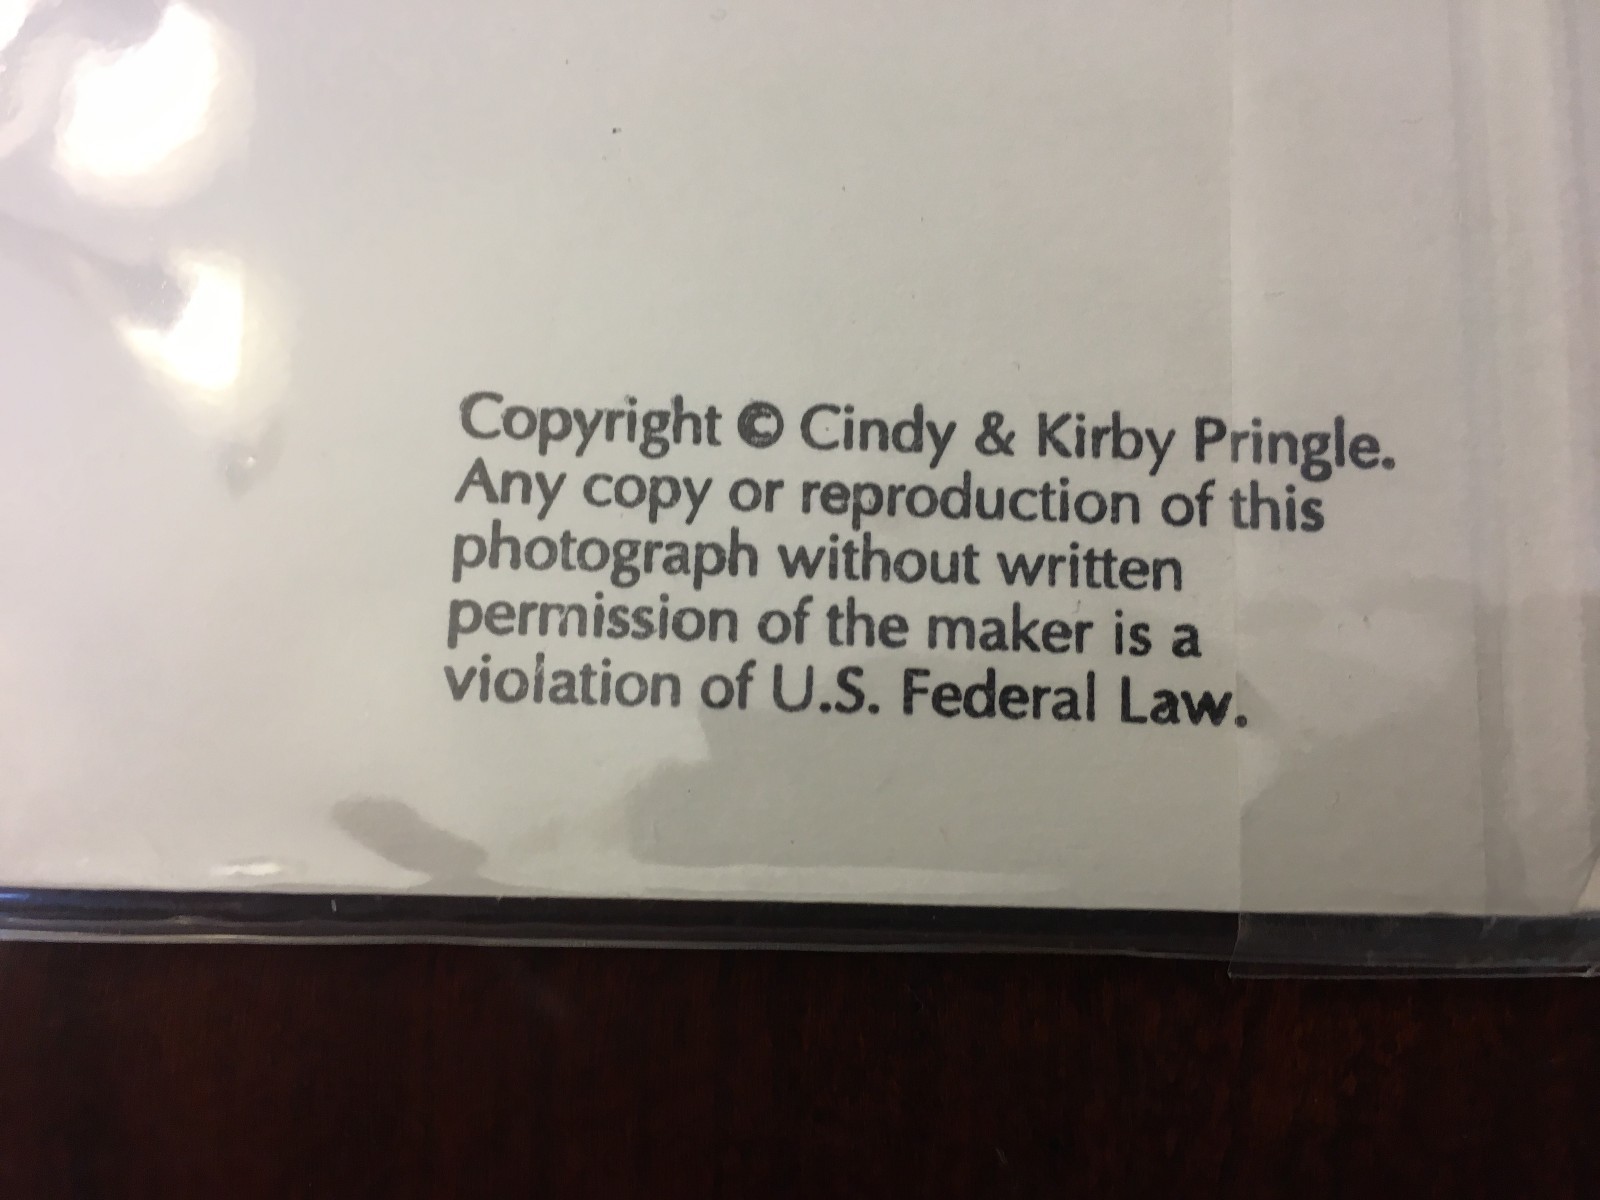 Copyright © Cindy & Kirby Pringle.
Any copy or reproduction of this
photograph without written
permission of the maker is a
violation of U.S. Federal Law.